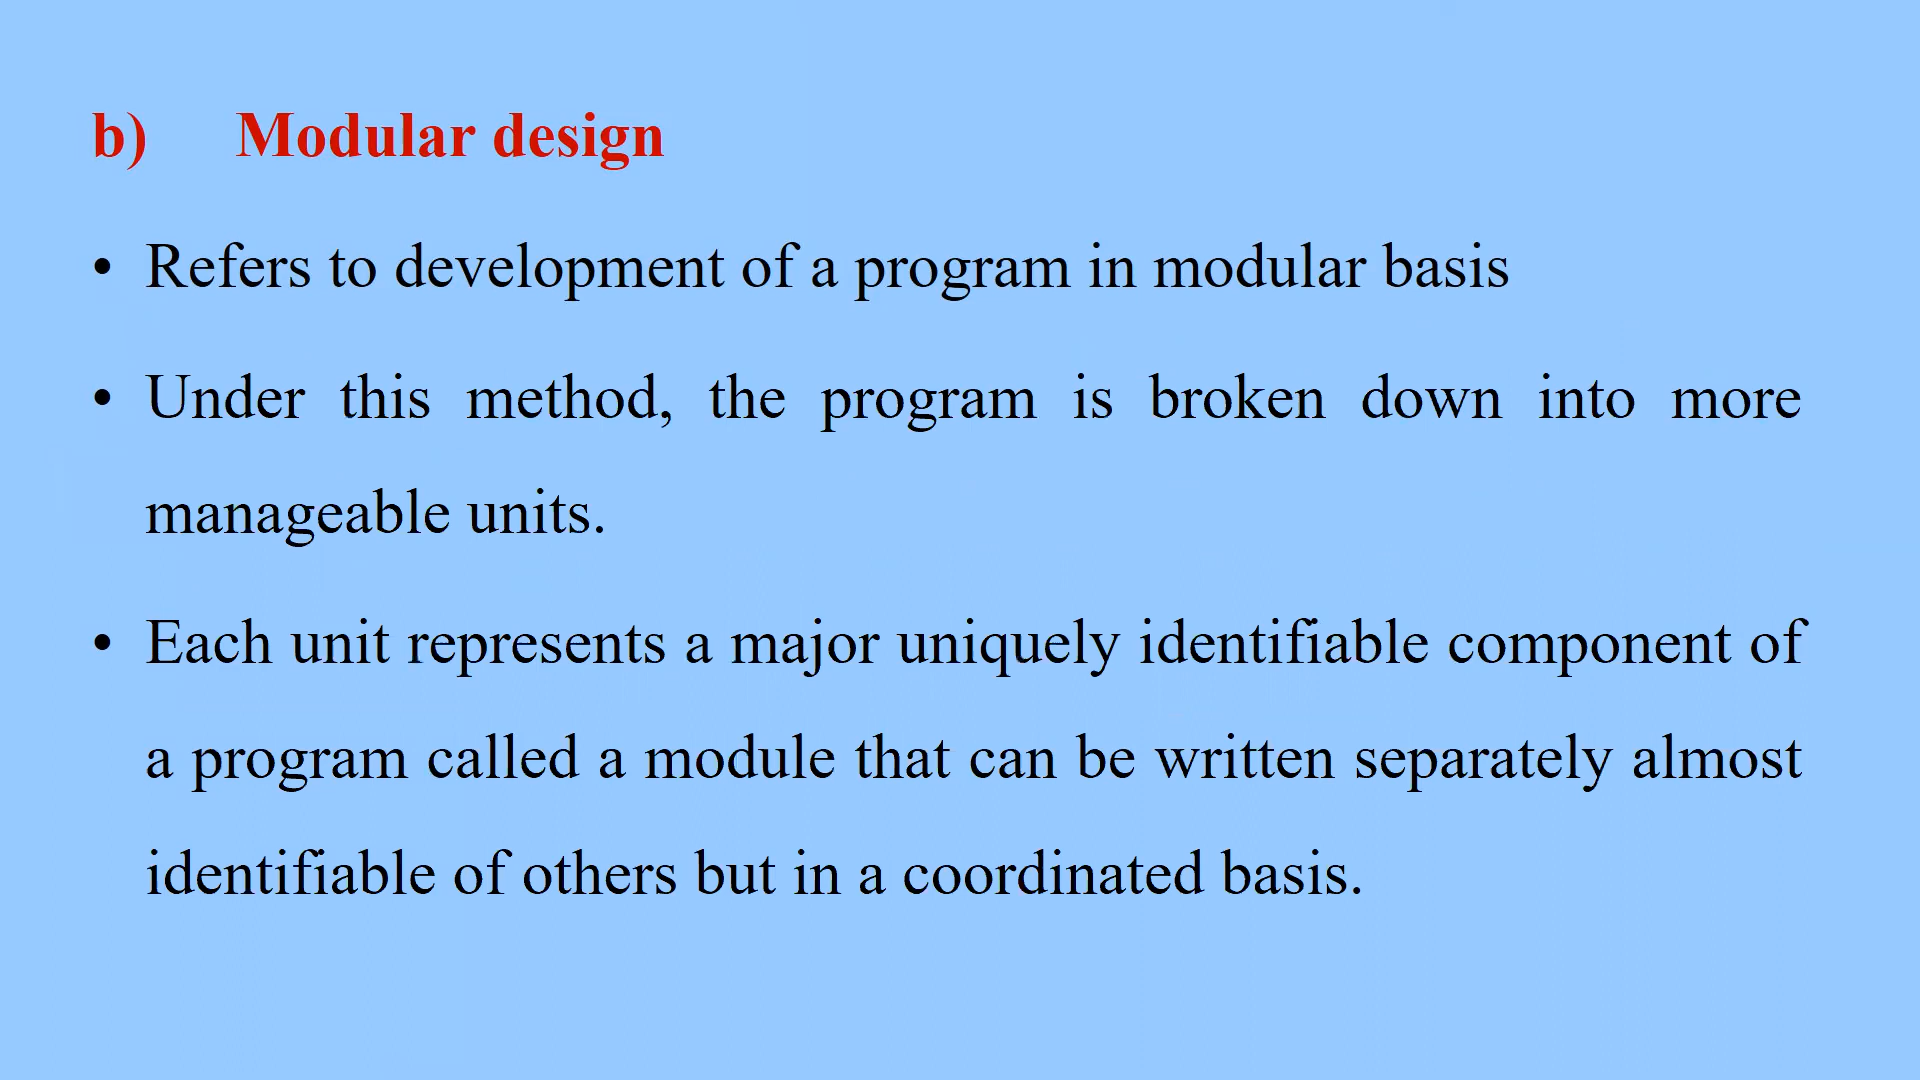 b) Modular design
• Refers to development of a program in modular basis
• Under this method, the program is broken down into more
manageable units.
• Each unit represents a major uniquely identifiable component of
a program called a module that can be written separately almost
identifiable of others but in a coordinated basis.